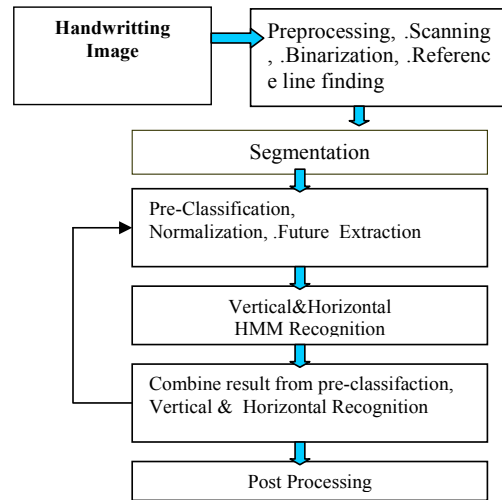 Handwritting
Image
Preprocessing, .Scanning
, .Binarization, .Referenc
e line finding
Segmentation
Pre-Classification,
Normalization, .Future Extraction
Vertical&Horizontal
HMM Recognition
Combine result from pre-classifaction,
Vertical & Horizontal Recognition
Post Processing